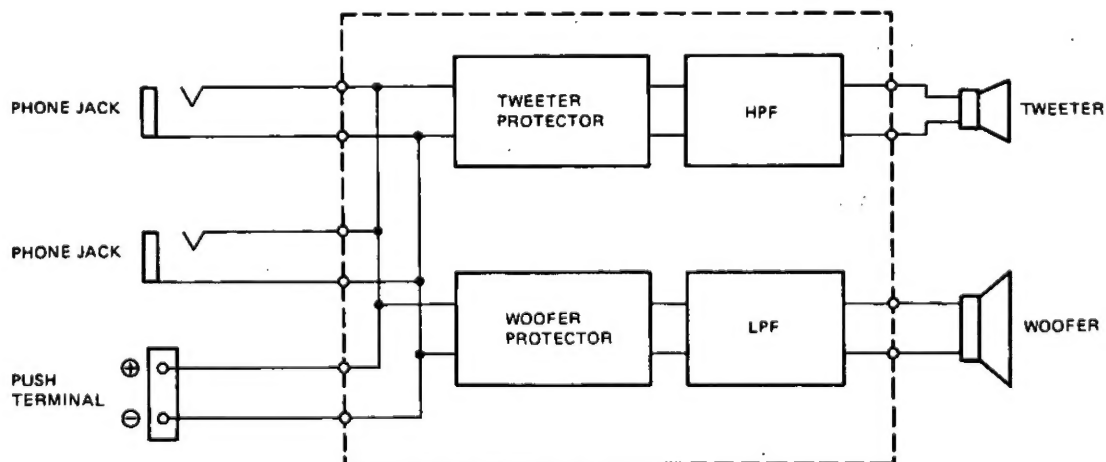 PHONE JACK
TWEETER
PROTECTOR
HPF
TWEETER
PHONE JACK
WOOFER
PROTECTOR
LPF
WOOFER
PUSH
TERMINAL
⊕
⊖